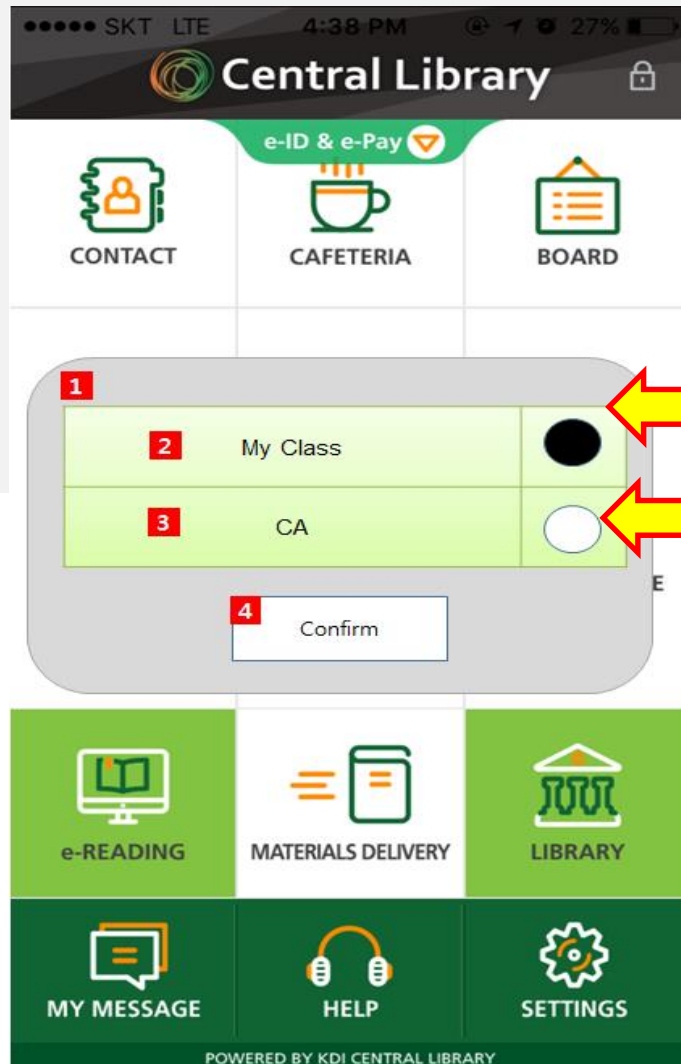 SKT LTE 4:38 PM 27%
Central Library
e-ID & e-Pay
CONTACT CAFETERIA BOARD
1
2 My Class
3 CA
E
4 Confirm
e-READING MATERIALS DELIVERY LIBRARY
MY MESSAGE HELP SETTINGS
POWERED BY KDI CENTRAL LIBRARY